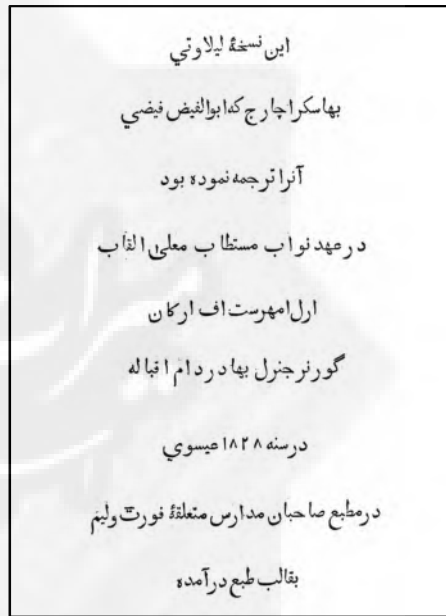 این نسخهٔ لیلاوتي
بهاسکراچارج که ابوالفیض فیضي
آنرا ترجمه نموده بود
در عهد نواب مستطاب معلیٰ القاب
ارل امهرست اف ارکان
گورنر جنرل بهادر دام اقباله
در سنه ۱۸۲۸ عیسوي
در مطبع صاحبان مدارس متعلقهٔ فورت ولیم
بقالب طبع درآمده